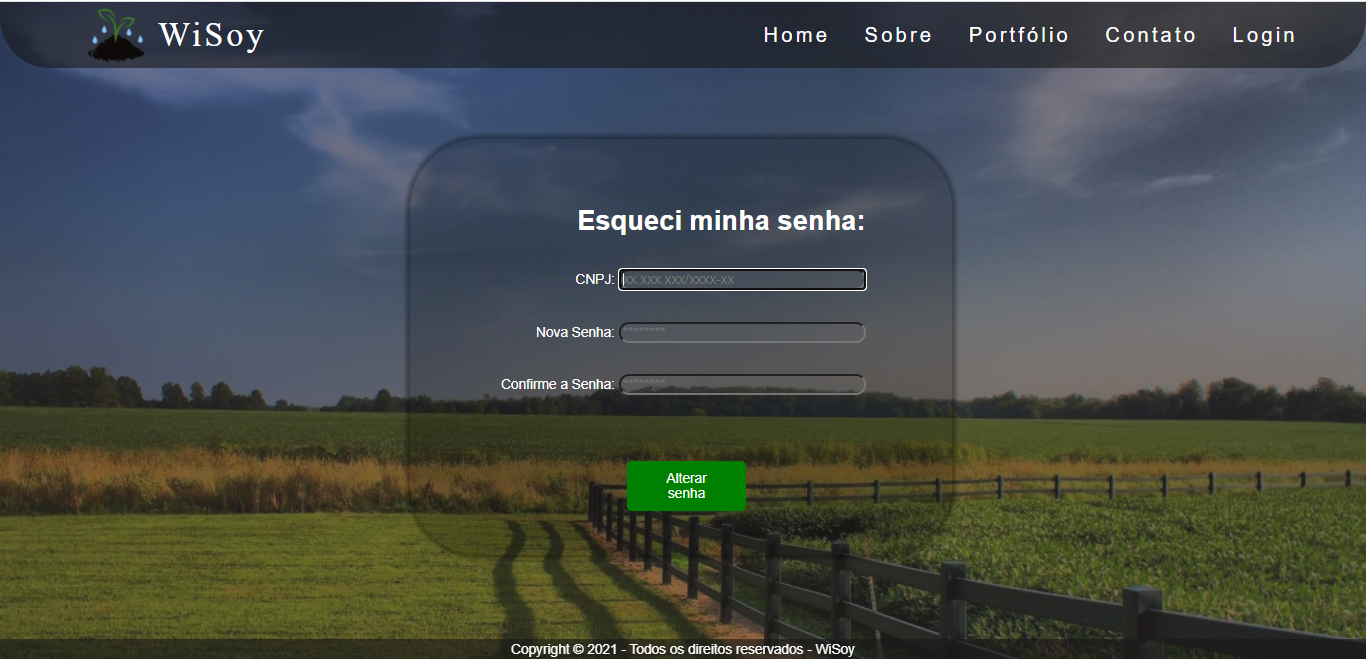 WiSoy
Home Sobre Portfólio Contato Login
Esqueci minha senha:
CNPJ: xx.xxx.xxx/xxxx-xx
Nova Senha: ********
Confirme a Senha: ********
Alterar
senha
Copyright © 2021 - Todos os direitos reservados - WiSoy